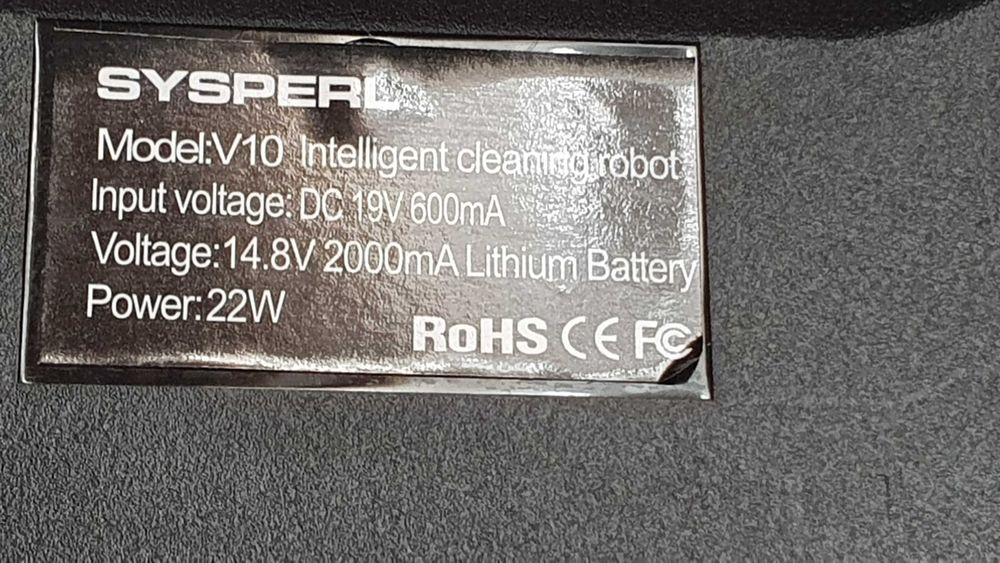 SYSPERL
Model:V10 Intelligent cleaning robot
Input voltage: DC 19V 600mA
Voltage:14.8V 2000mA Lithium Battery
Power:22W
RoHS CE FC